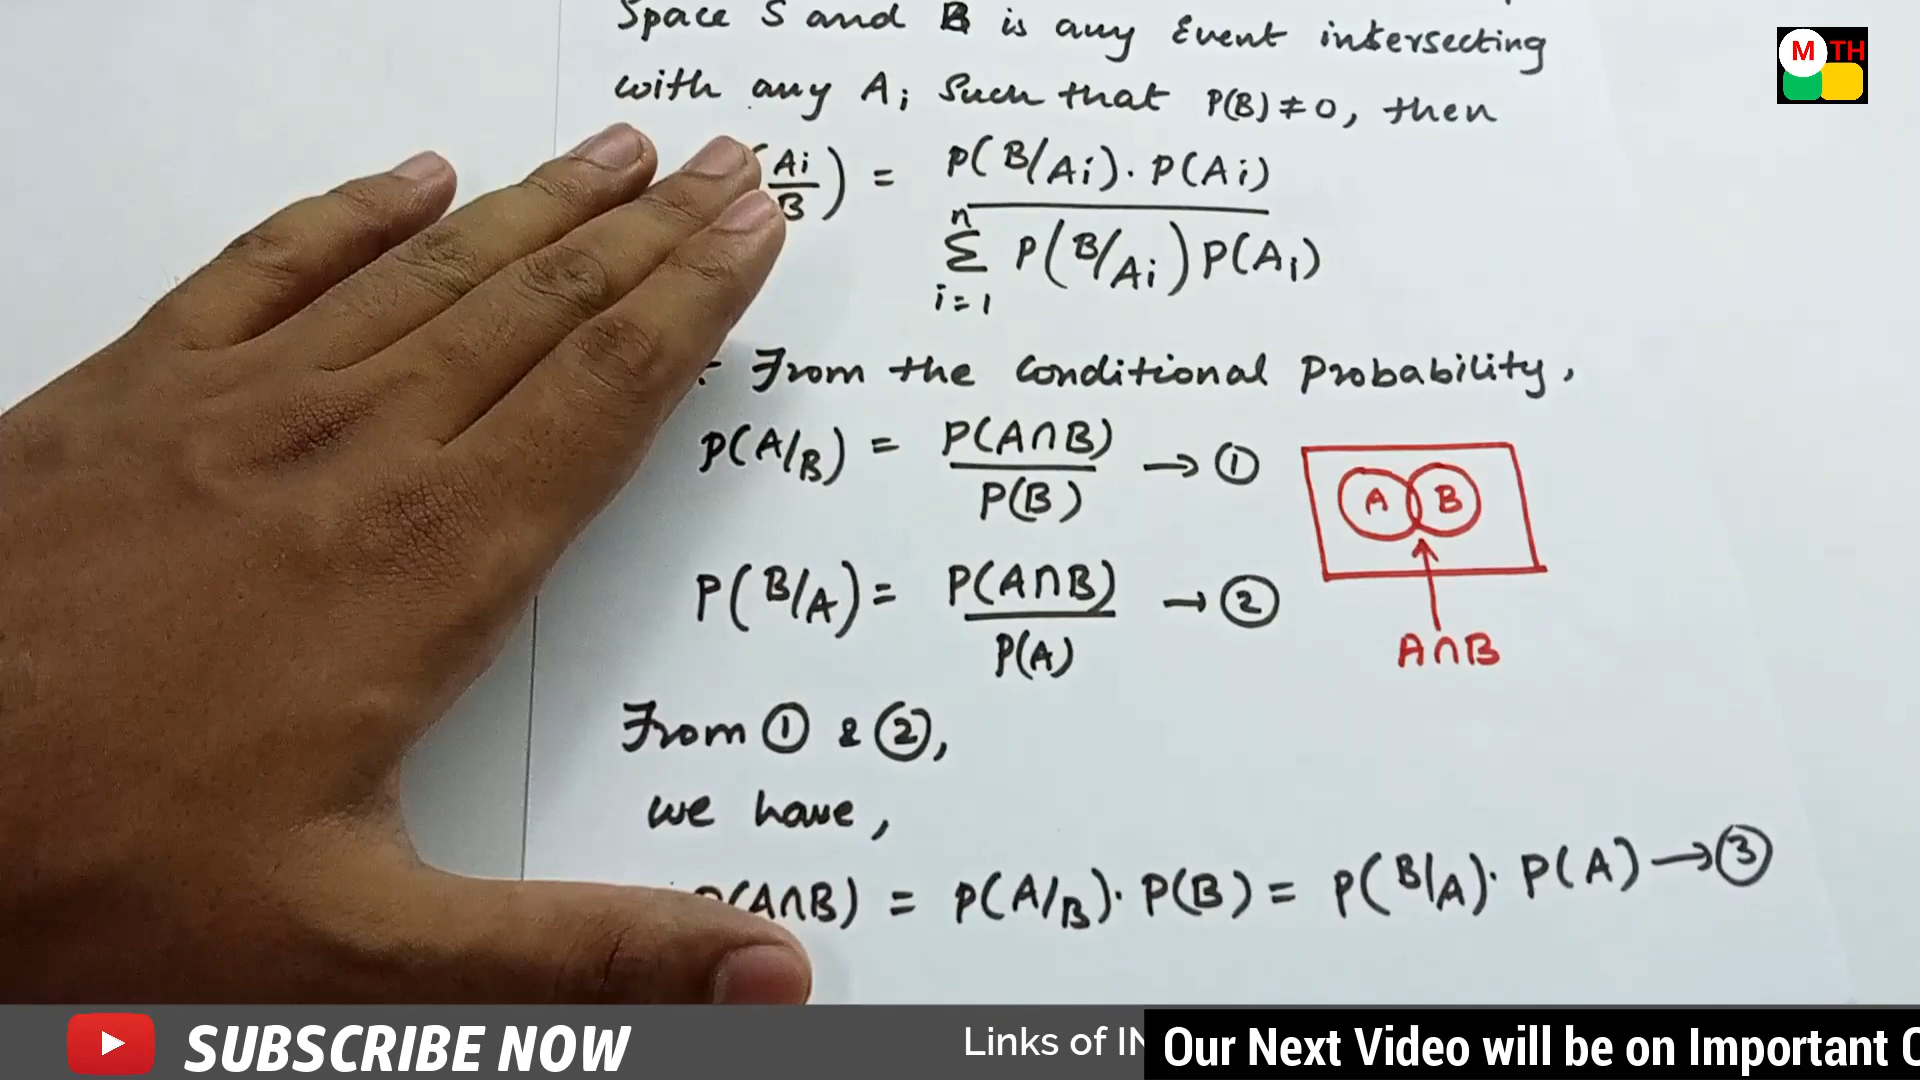 Space S and B is any Event intersecting
with any Ai Such that P(B) ≠ 0, then
(Ai/B) = P(B/Ai). P(Ai)
n
Σ P(B/Ai) P(Ai)
i = 1
From the Conditional Probability,
P(A/B) = P(A∩B) → ①
P(B)
A B
P(B/A) = P(A∩B) → ②
P(A)
A∩B
From ① & ②,
we have,
P(A∩B) = P(A/B). P(B) = P(B/A). P(A) → ③
M TH
SUBSCRIBE NOW
Links of IN
Our Next Video will be on Important C